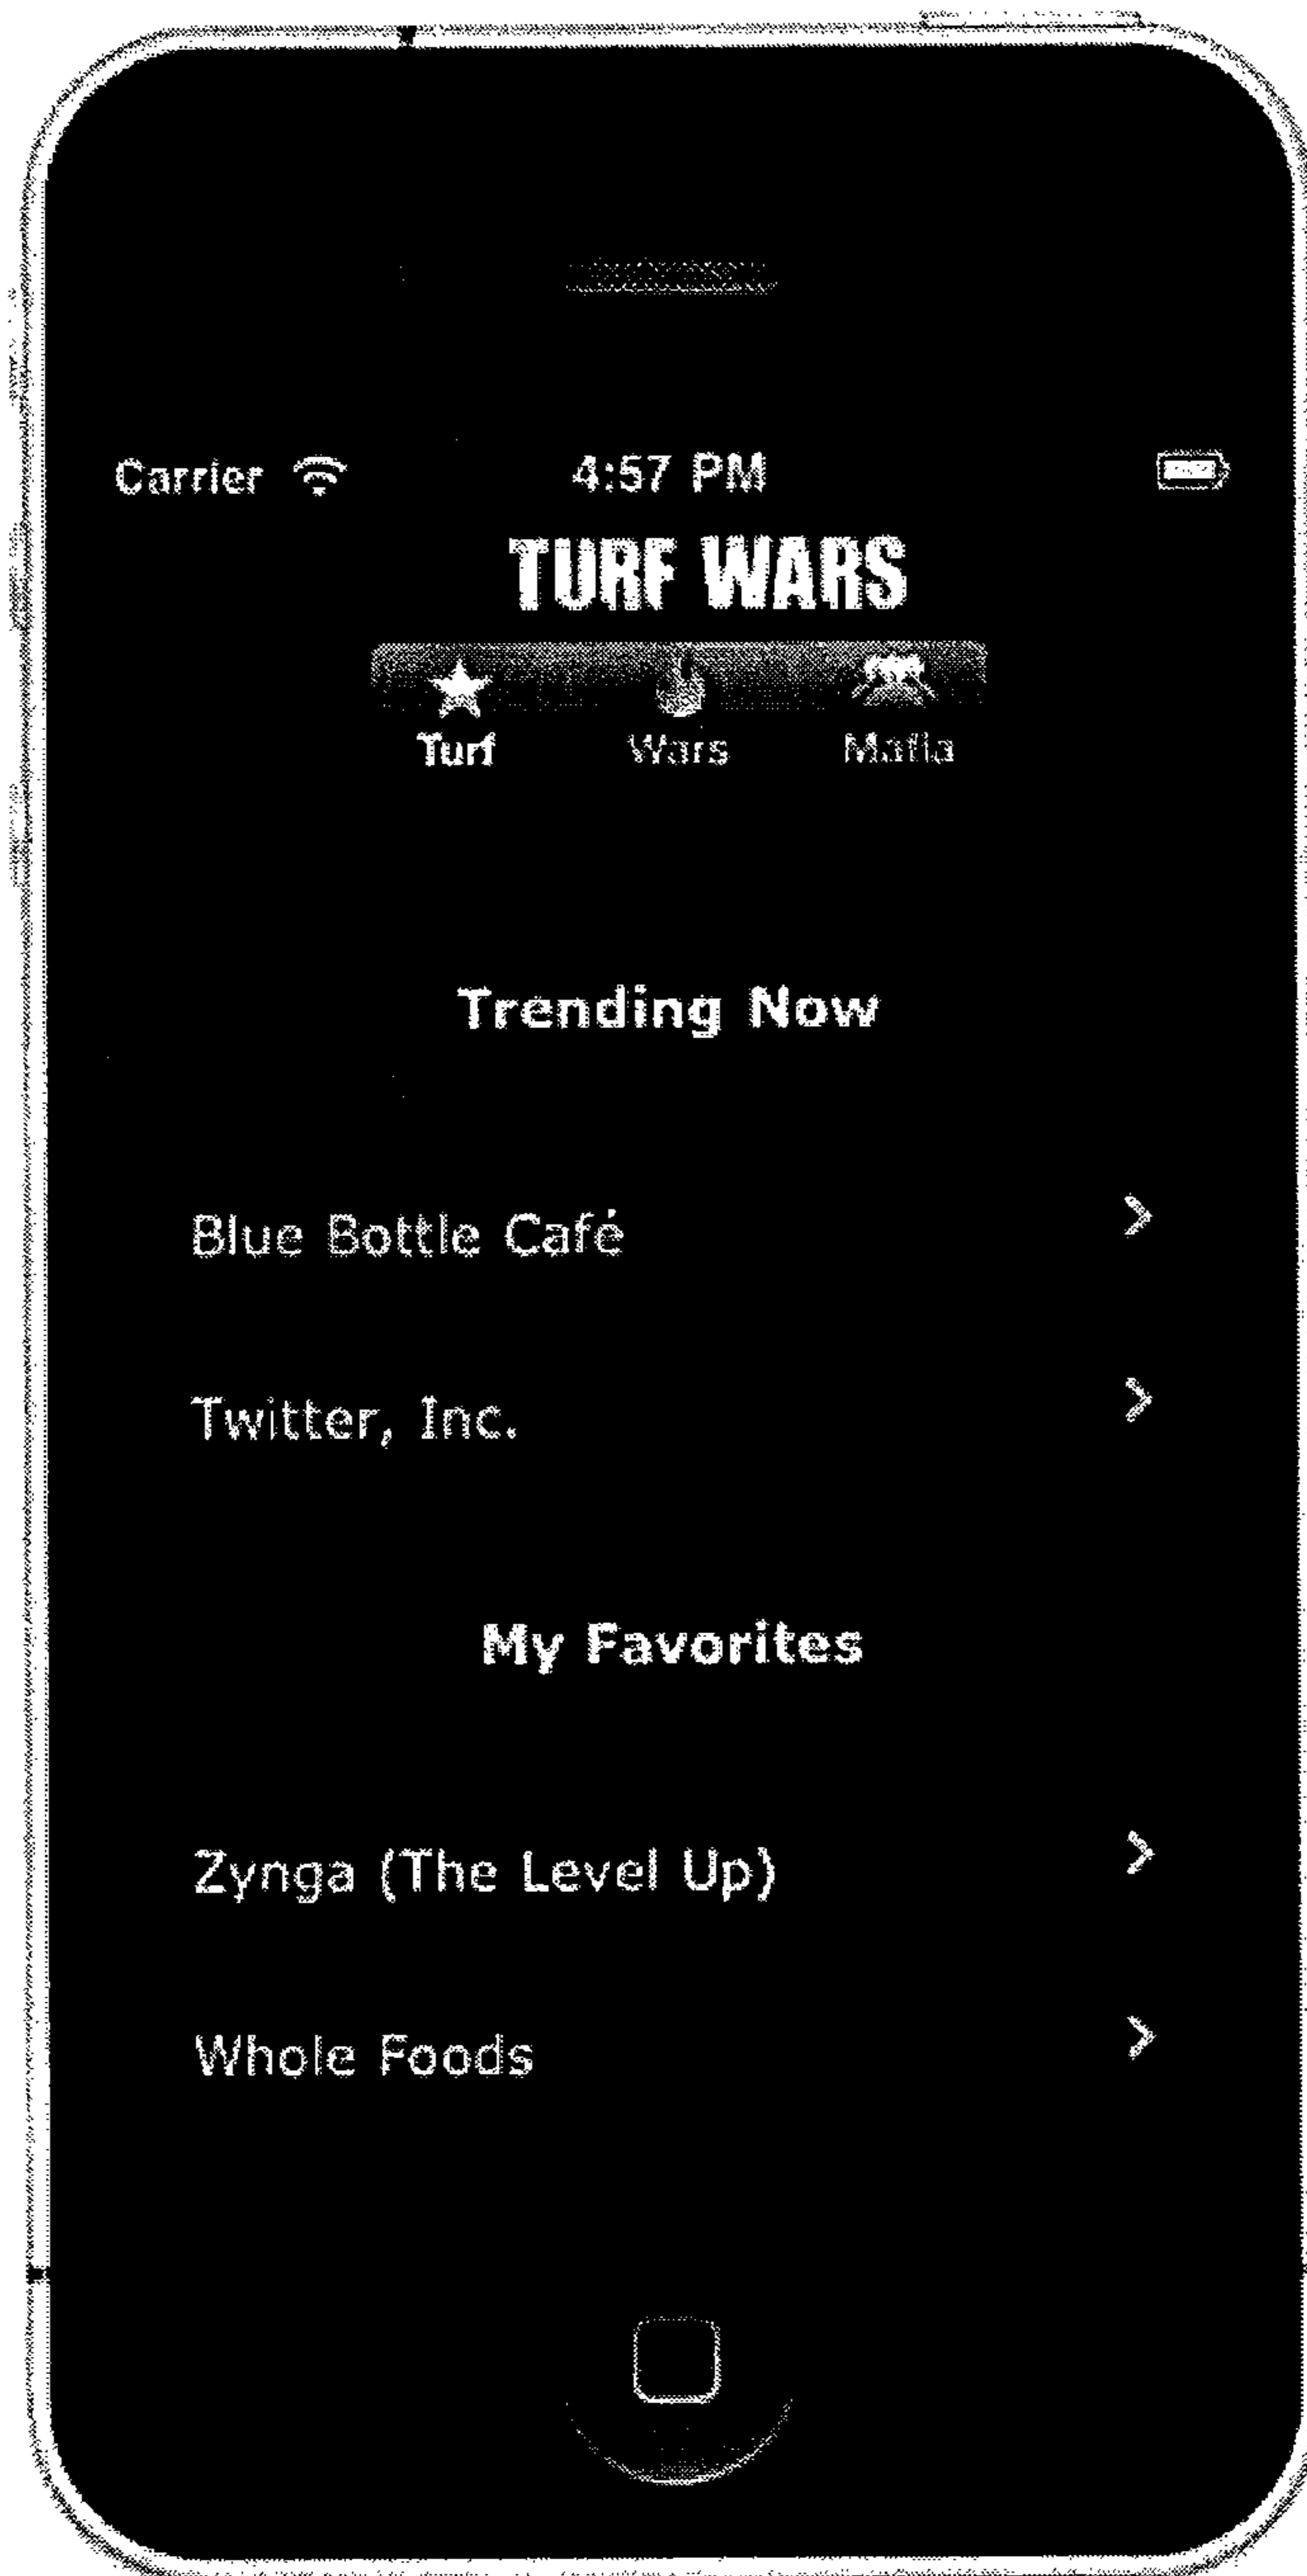 Carrier 4:57 PM
TURF WARS
Turf Wars Mafia
Trending Now
Blue Bottle Café
Twitter, Inc.
My Favorites
Zynga (The Level Up)
Whole Foods